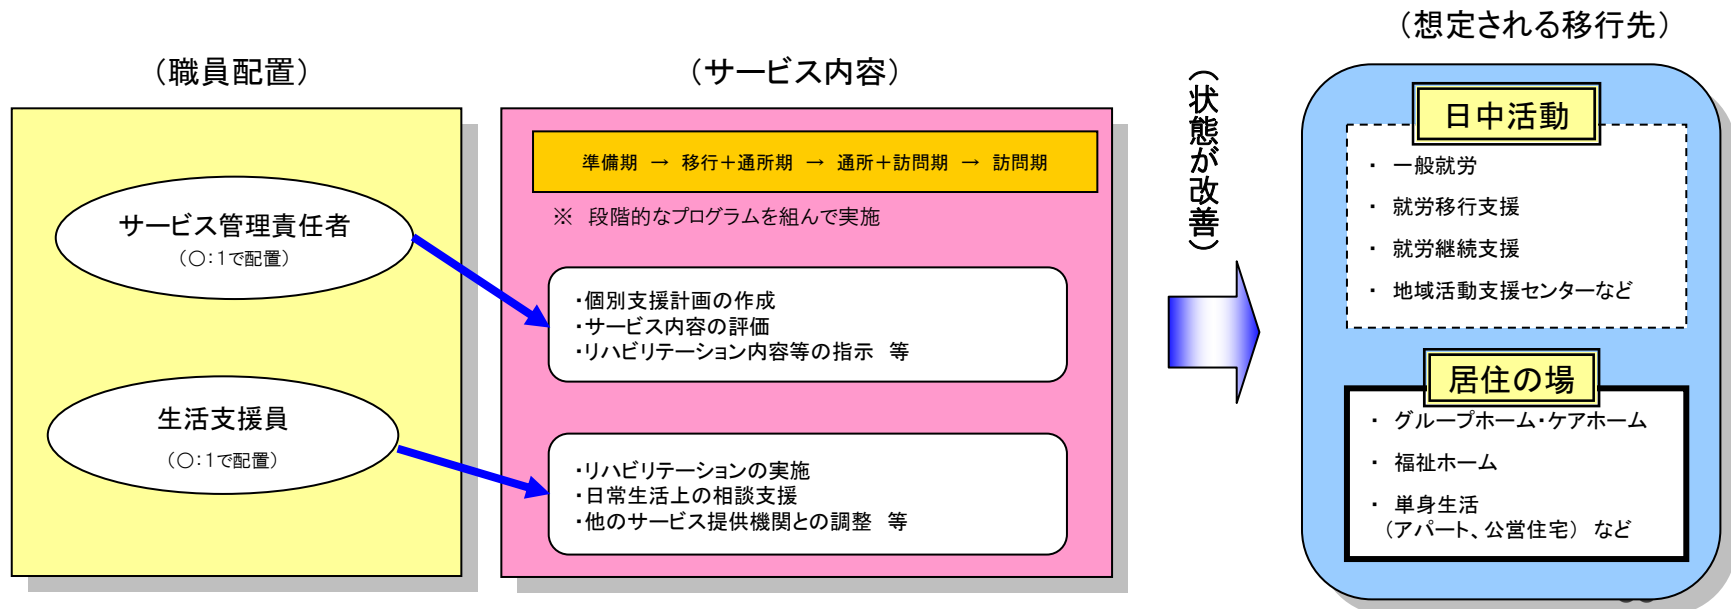 （職員配置）
サービス管理責任者
（○：1で配置）
生活支援員
（○：1で配置）
（サービス内容）
準備期 → 移行＋通所期 → 通所＋訪問期 → 訪問期
※ 段階的なプログラムを組んで実施
・個別支援計画の作成
・サービス内容の評価
・リハビリテーション内容等の指示 等
・リハビリテーションの実施
・日常生活上の相談支援
・他のサービス提供機関との調整 等
（状態が改善）
（想定される移行先）
日中活動
・ 一般就労
・ 就労移行支援
・ 就労継続支援
・ 地域活動支援センターなど
居住の場
・ グループホーム・ケアホーム
・ 福祉ホーム
・ 単身生活
（アパート、公営住宅） など